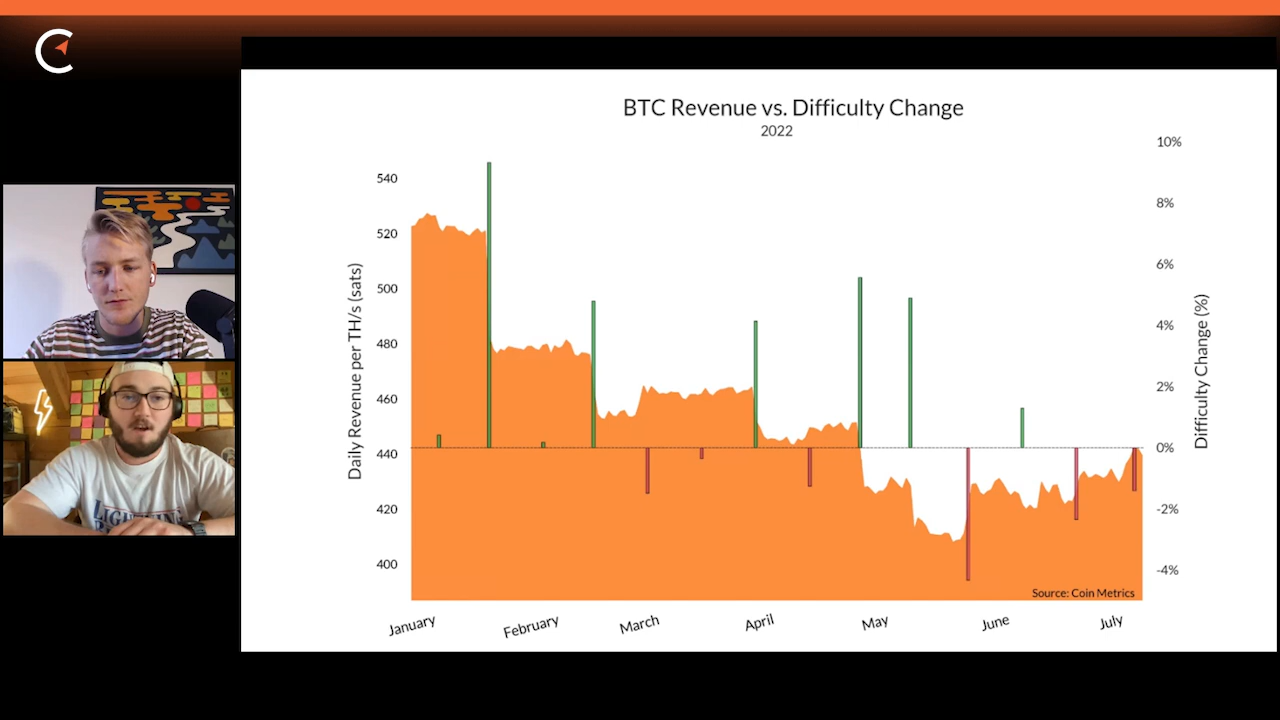 BTC Revenue vs. Difficulty Change
2022
Daily Revenue per TH/s (sats)
540
520
500
480
460
440
420
400
10%
8%
6%
4%
2%
0%
-2%
-4%
Difficulty Change (%)
Source: Coin Metrics
January
February
March
April
May
June
July
LIGHTNING